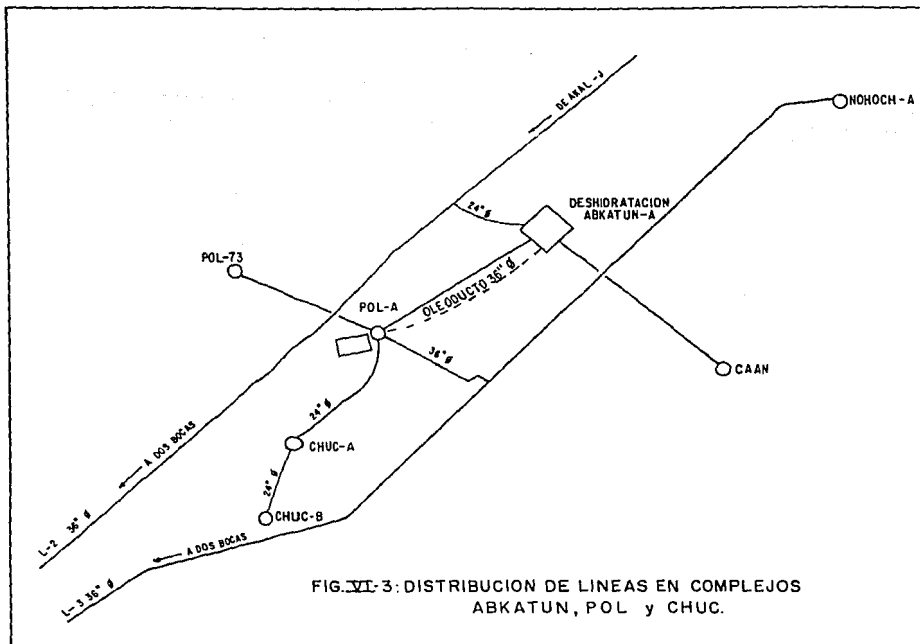 DE AKAL-J
NOHOCH-A
24" Ø
DESHIDRATACION
ABKATUN-A
POL-73
POL-A
OLEODUCTO 36" Ø
36" Ø
CAAN
24" Ø
CHUC-A
24" Ø
CHUC-B
A DOS BOCAS
L-2 36" Ø
A DOS BOCAS
L-3 36" Ø
FIG. VI-3: DISTRIBUCION DE LINEAS EN COMPLEJOS
ABKATUN, POL y CHUC.